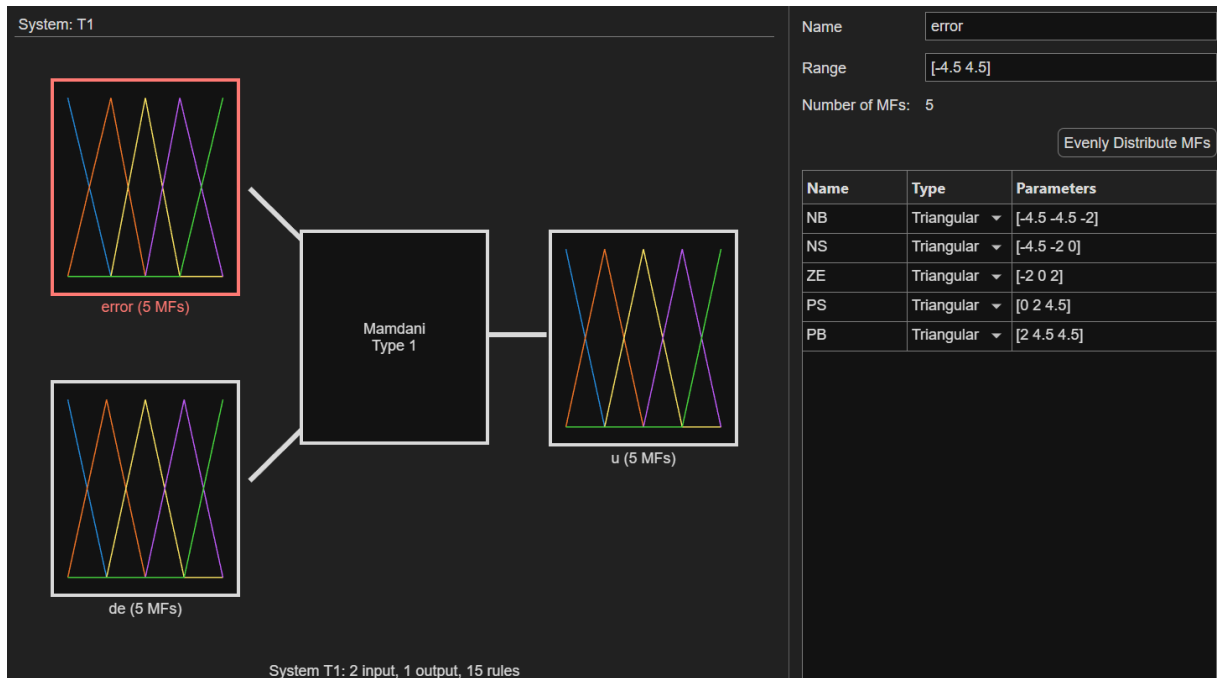 System: T1
error (5 MFs)
Mamdani
Type 1
u (5 MFs)
de (5 MFs)
System T1: 2 input, 1 output, 15 rules
Name error
Range [-4.5 4.5]
Number of MFs: 5
Evenly Distribute MFs
Name Type Parameters
NB Triangular [-4.5 -4.5 -2]
NS Triangular [-4.5 -2 0]
ZE Triangular [-2 0 2]
PS Triangular [0 2 4.5]
PB Triangular [2 4.5 4.5]